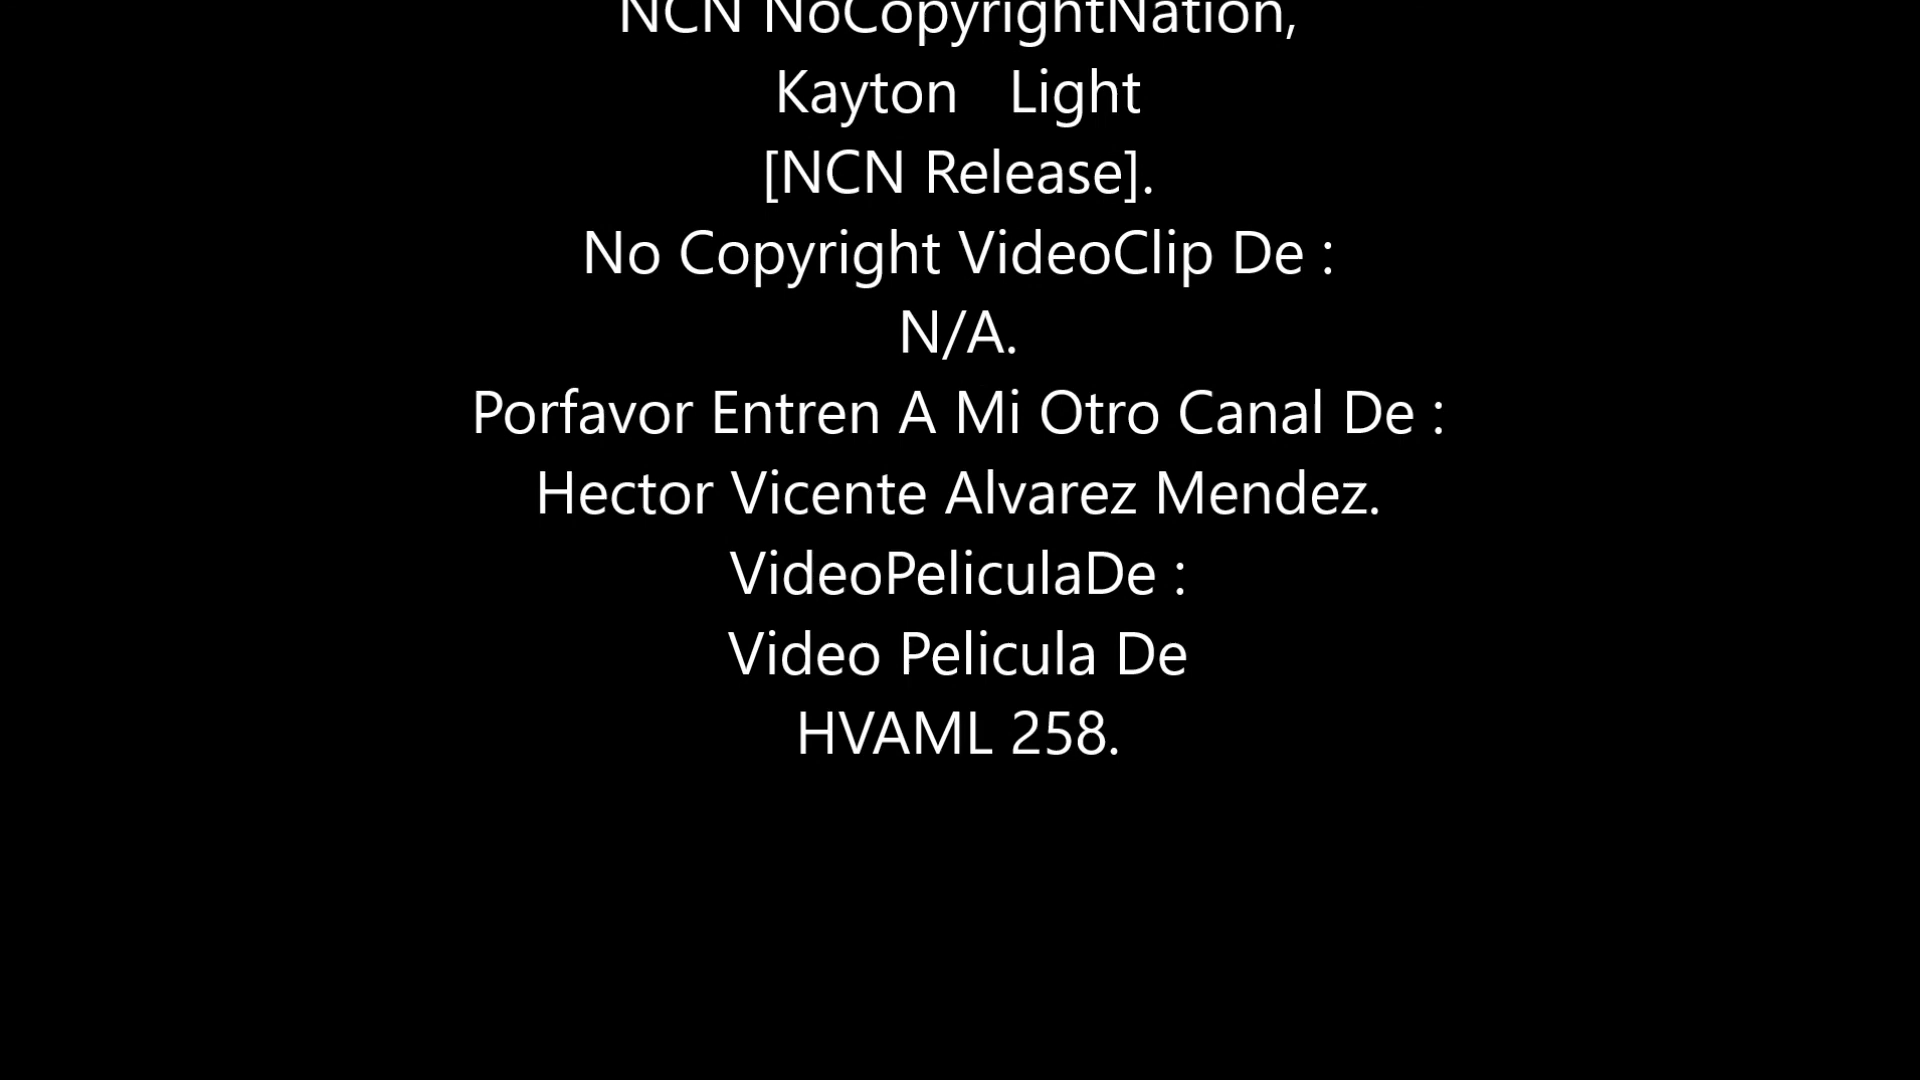 NCN NoCopyrightNation,
Kayton   Light
[NCN Release].
No Copyright VideoClip De :
N/A.
Porfavor Entren A Mi Otro Canal De :
Hector Vicente Alvarez Mendez.
VideoPeliculaDe :
Video Pelicula De
HVAML 258.